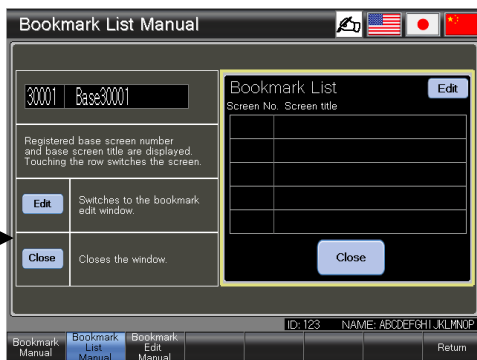 Bookmark List Manual
30001 Base30001
Registered base screen number
and base screen title are displayed.
Touching the row switches the screen.
Edit
Switches to the bookmark
edit window.
Close
Closes the window.
Bookmark List
Edit
Screen No. Screen title
Close
ID: 123 NAME: ABCDEFGHIJKLMNOP
Bookmark
Manual
Bookmark
List
Manual
Bookmark
Edit
Manual
Return